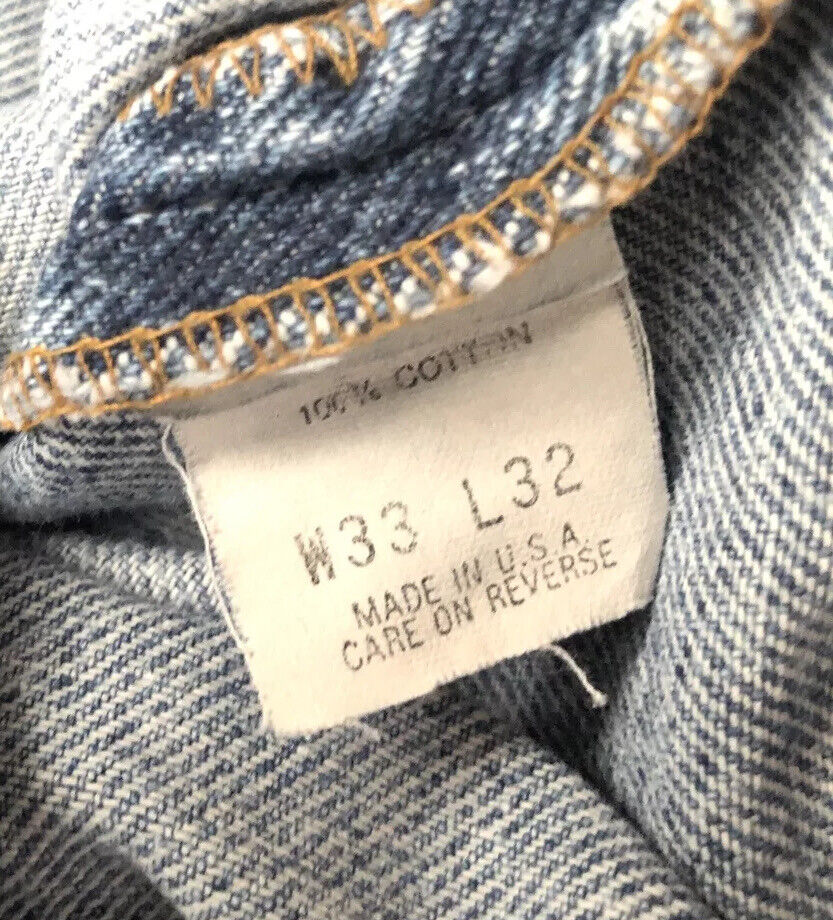 100% COTTON
W33 L32
MADE IN U.S.A.
CARE ON REVERSE